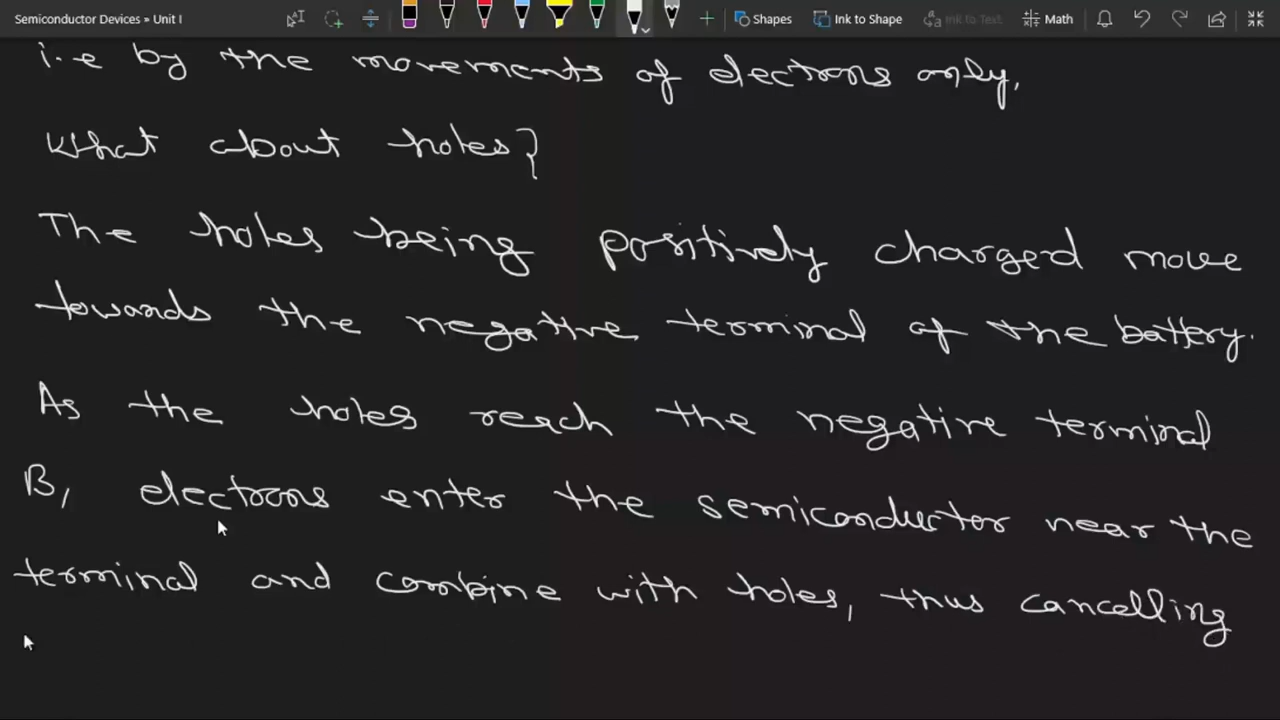 Semiconductor Devices » Unit I
Shapes Ink to Shape Ink to Text Math
i.e by the movements of electrons only.
What about holes?
The holes being positively charged move
towards the negative terminal of the battery.
As the holes reach the negative terminal
B, electrons enter the semiconductor near the
terminal and combine with holes, thus cancelling